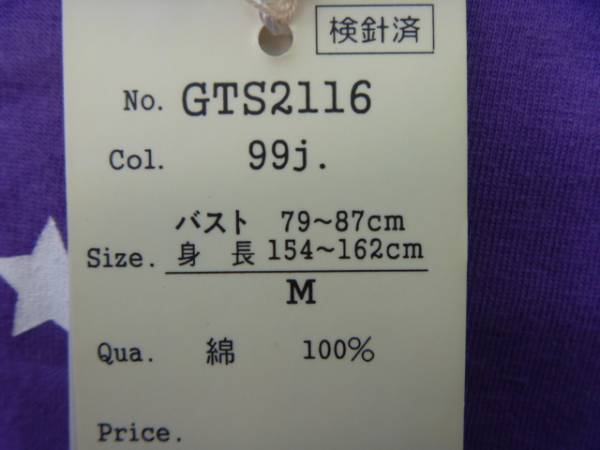 検針済
No. GTS2116
Col. 99j.
バスト 79~87cm
Size. 身長 154~162cm
M
Qua. 綿 100%
Price.